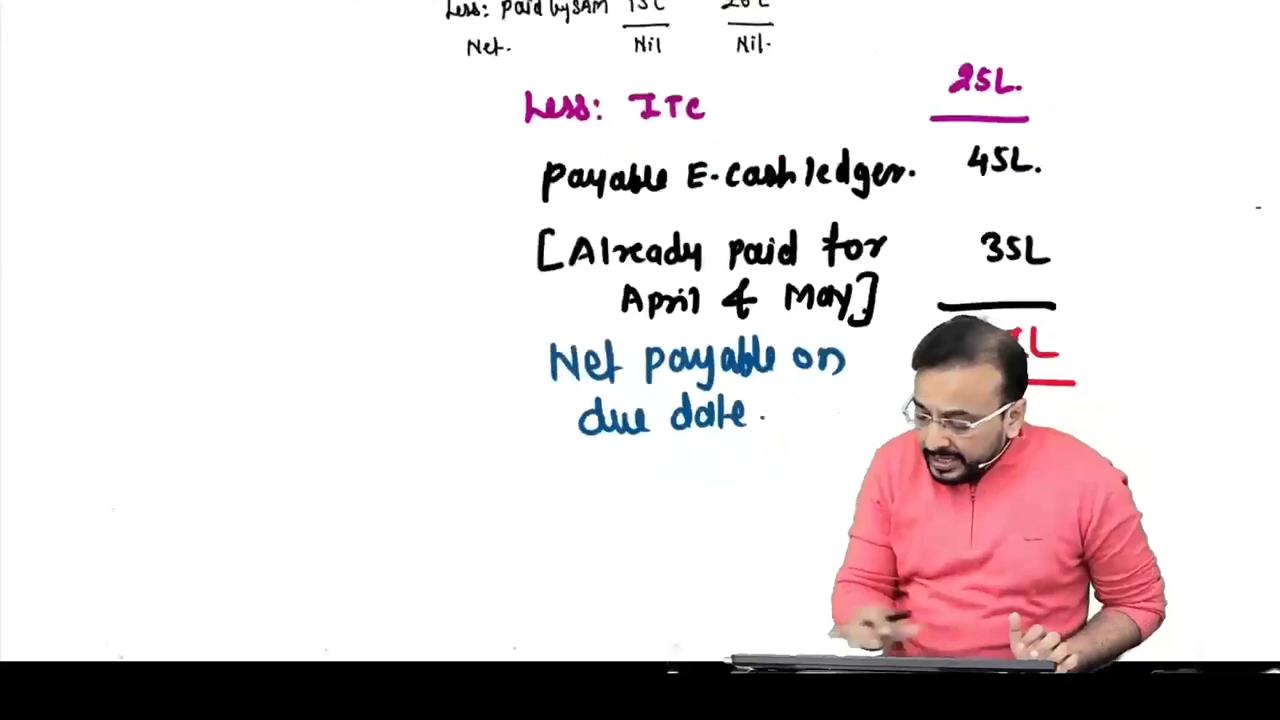 Less: Paid by SAM 15L 20L
Net. Nil Nil.
Less: ITC 25L.
Payable E-cash ledger. 45L.
[Already paid for 35L
April & May].
Net payable on L
due date.